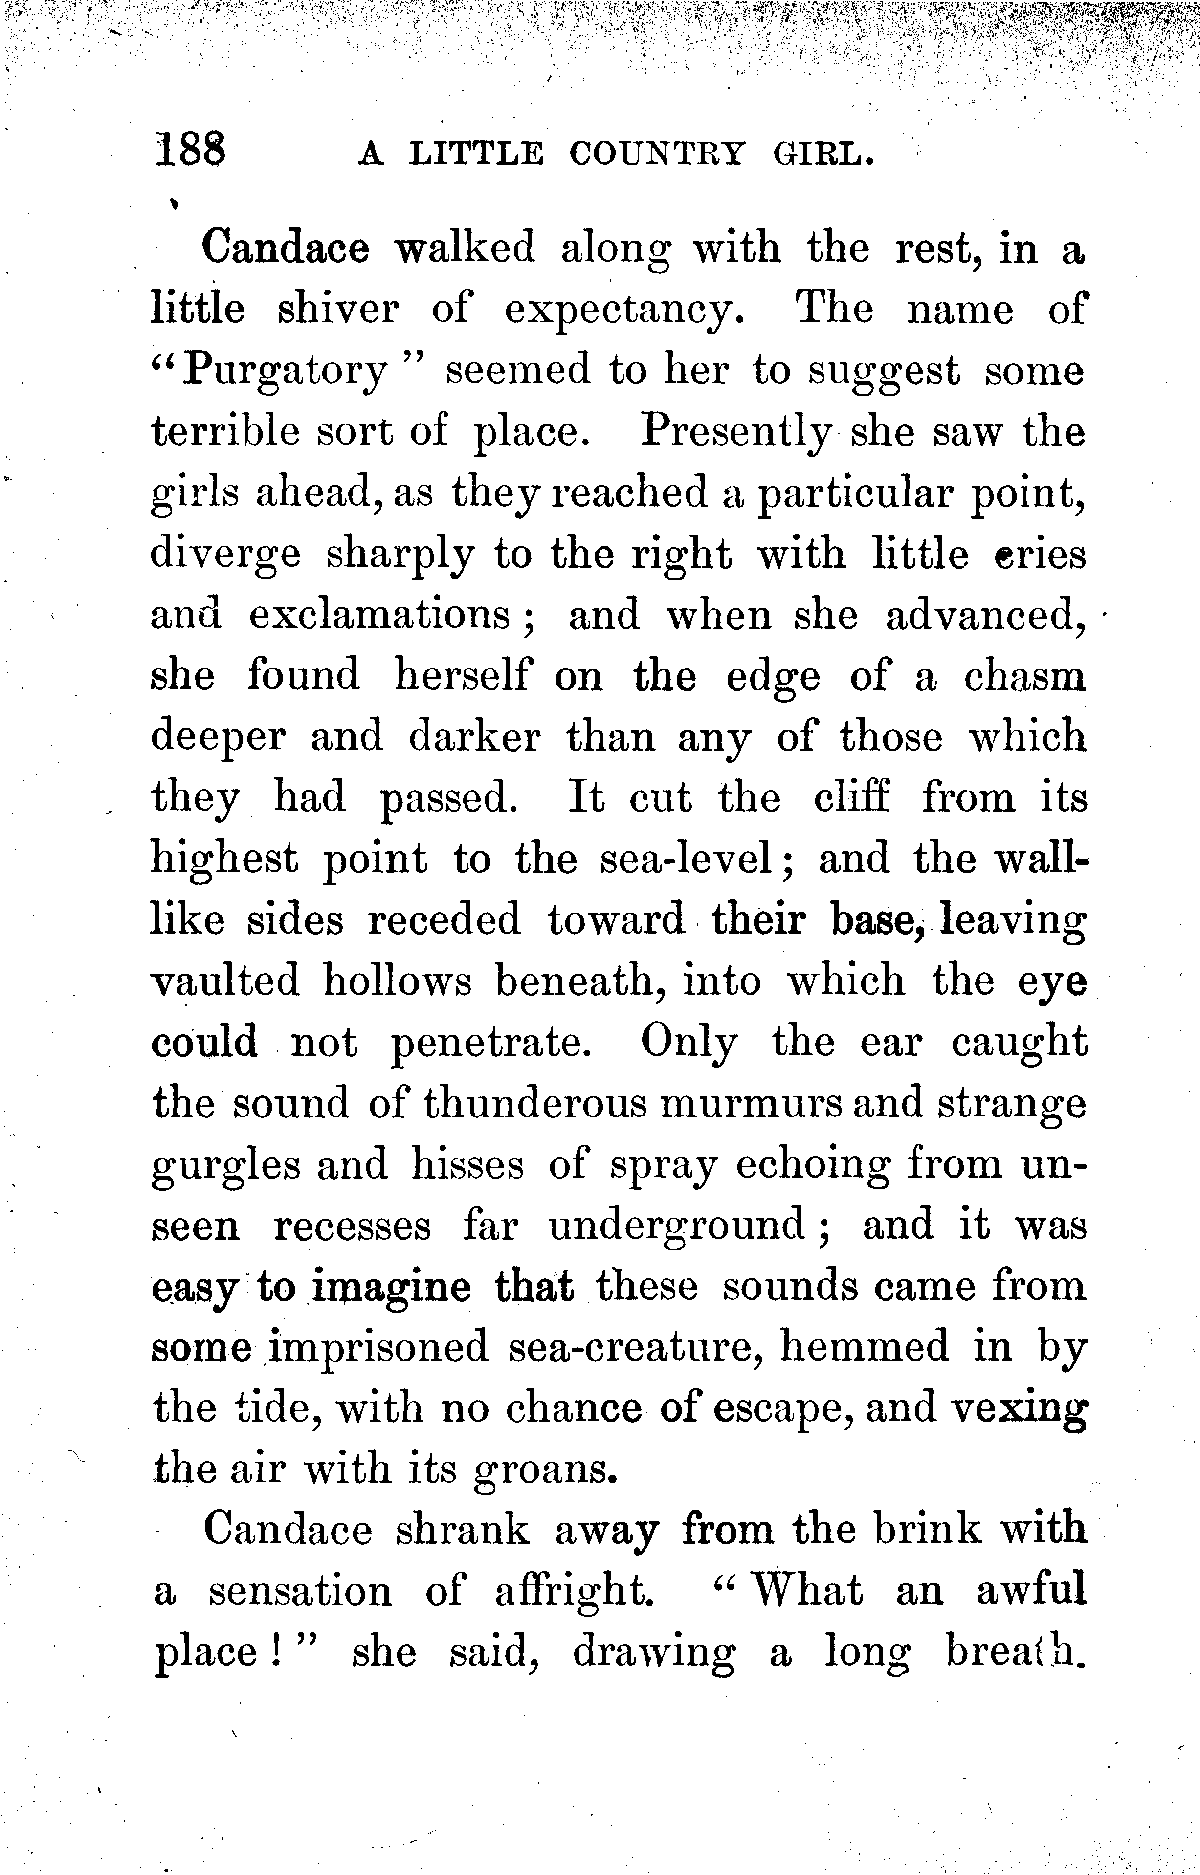 188 A LITTLE COUNTRY GIRL.
Candace walked along with the rest, in a
little shiver of expectancy. The name of
“Purgatory” seemed to her to suggest some
terrible sort of place. Presently she saw the
girls ahead, as they reached a particular point,
diverge sharply to the right with little cries
and exclamations; and when she advanced,
she found herself on the edge of a chasm
deeper and darker than any of those which
they had passed. It cut the cliff from its
highest point to the sea-level; and the wall-
like sides receded toward their base, leaving
vaulted hollows beneath, into which the eye
could not penetrate. Only the ear caught
the sound of thunderous murmurs and strange
gurgles and hisses of spray echoing from un-
seen recesses far underground; and it was
easy to imagine that these sounds came from
some imprisoned sea-creature, hemmed in by
the tide, with no chance of escape, and vexing
the air with its groans.
Candace shrank away from the brink with
a sensation of affright. “What an awful
place!” she said, drawing a long breath.